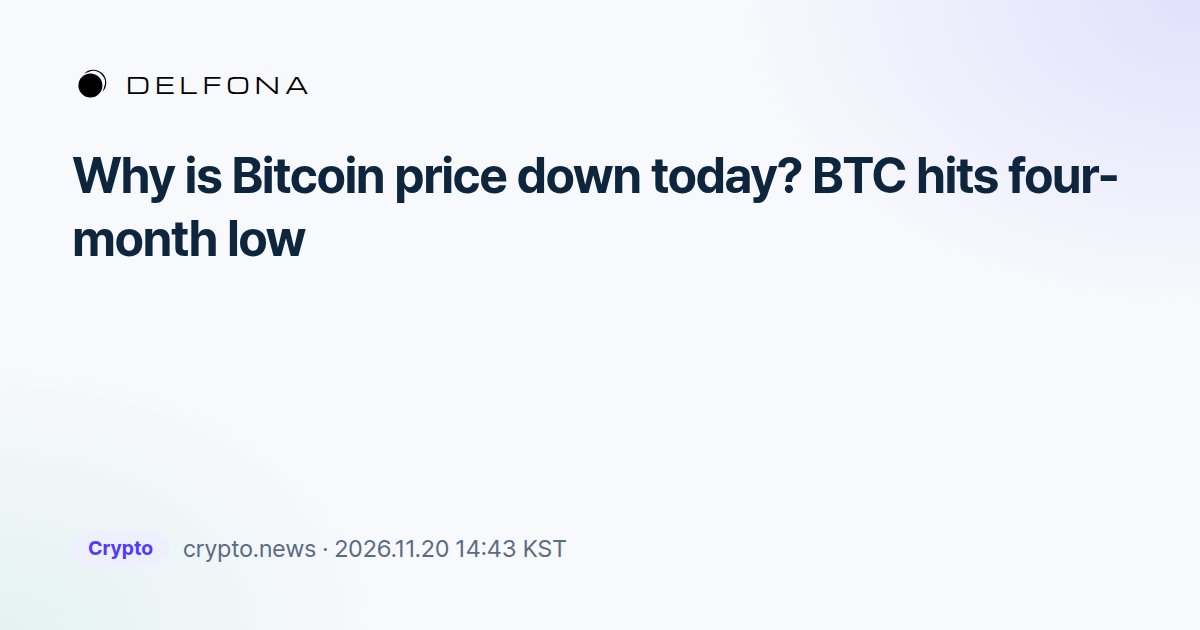 DELFONA
Why is Bitcoin price down today? BTC hits four-
month low
Crypto crypto.news · 2026.11.20 14:43 KST